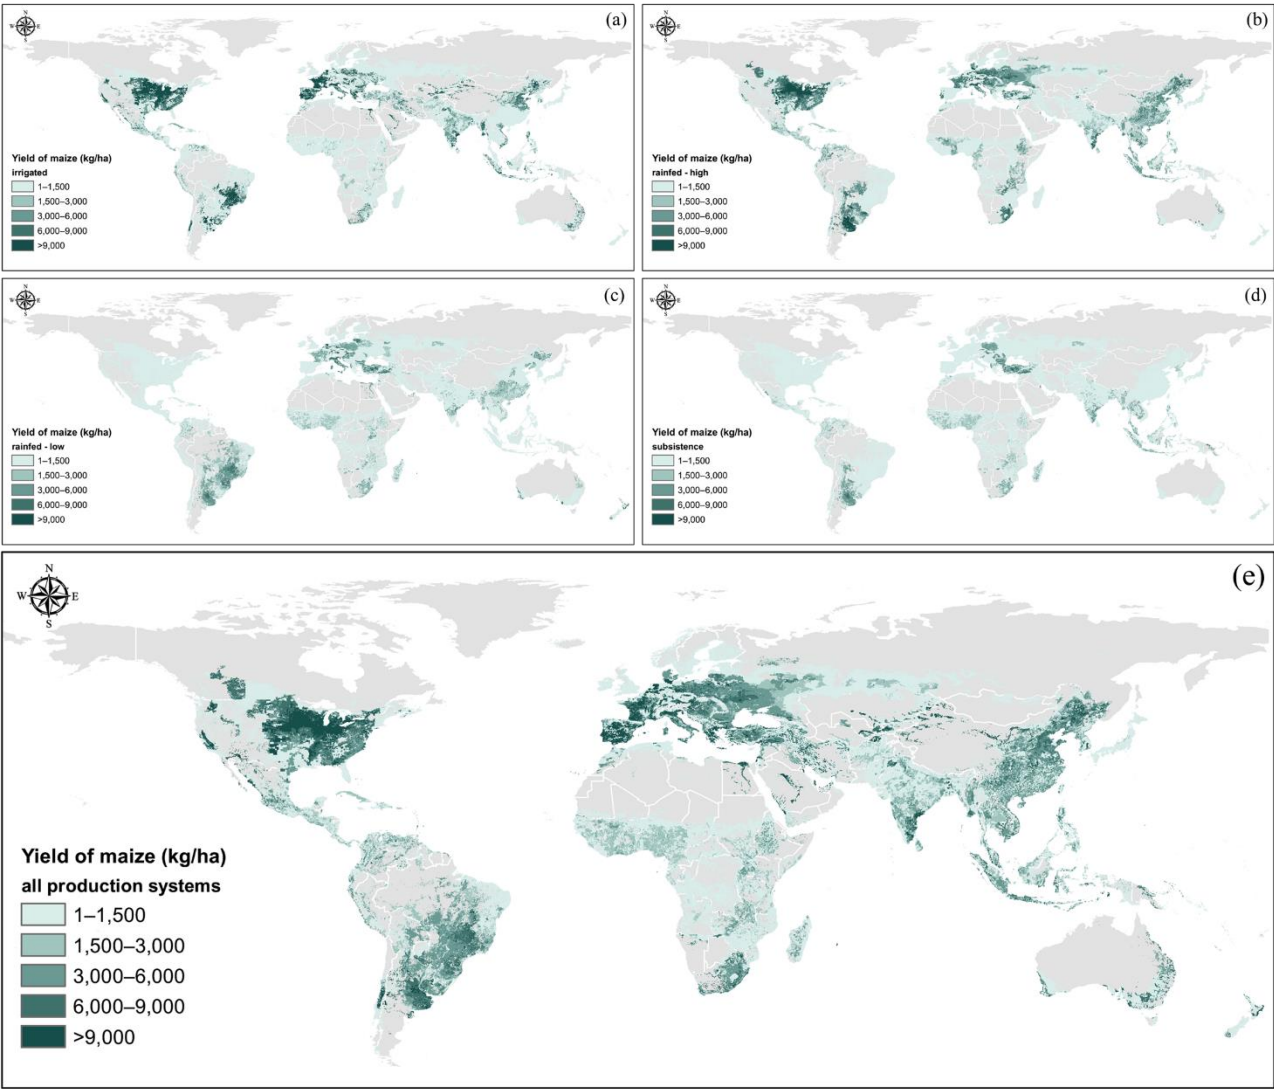 (a)
N
W E
S
Yield of maize (kg/ha)
irrigated
1–1,500
1,500–3,000
3,000–6,000
6,000–9,000
>9,000
(b)
N
W E
S
Yield of maize (kg/ha)
rainfed - high
1–1,500
1,500–3,000
3,000–6,000
6,000–9,000
>9,000
(c)
N
W E
S
Yield of maize (kg/ha)
rainfed - low
1–1,500
1,500–3,000
3,000–6,000
6,000–9,000
>9,000
(d)
N
W E
S
Yield of maize (kg/ha)
subsistence
1–1,500
1,500–3,000
3,000–6,000
6,000–9,000
>9,000
(e)
N
W E
S
Yield of maize (kg/ha)
all production systems
1–1,500
1,500–3,000
3,000–6,000
6,000–9,000
>9,000